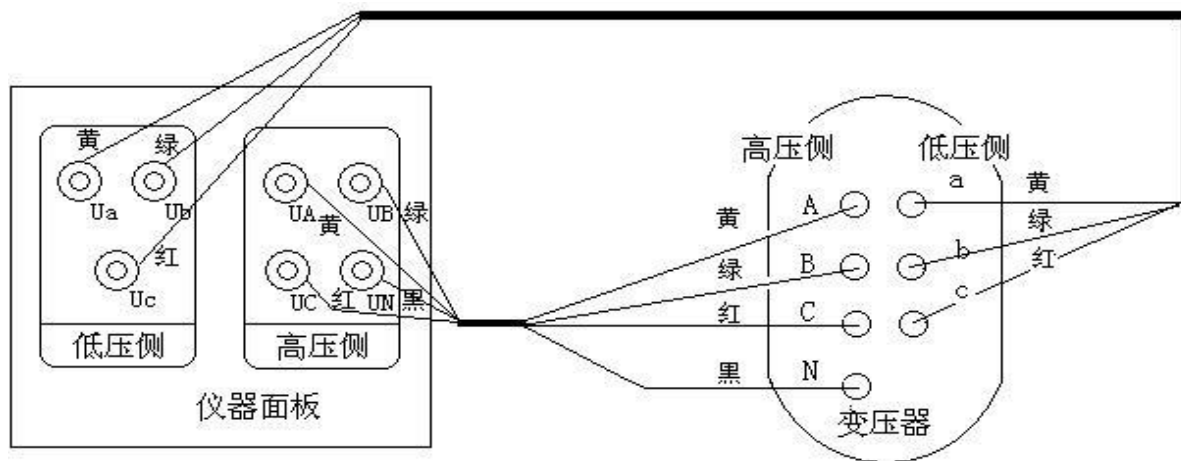 黄 绿
Ua Ub
红
Uc
低压侧
UA UB 绿
黄
UC 红 UN 黑
高压侧
仪器面板
高压侧 低压侧
a
黄 A 黄
绿
绿 B b
红
红 C c
黑 N
变压器